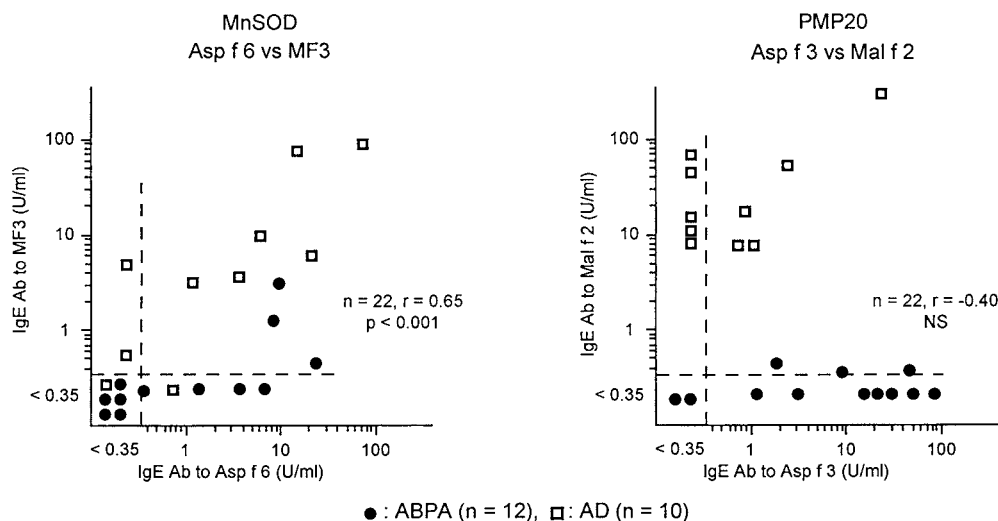 MnSOD
Asp f 6 vs MF3
IgE Ab to MF3 (U/ml)
100
10
1
< 0.35
n = 22, r = 0.65
p < 0.001
< 0.35
1
10
100
IgE Ab to Asp f 6 (U/ml)
PMP20
Asp f 3 vs Mal f 2
IgE Ab to Mal f 2 (U/ml)
100
10
1
< 0.35
n = 22, r = -0.40
NS
< 0.35
1
10
100
IgE Ab to Asp f 3 (U/ml)
● : ABPA (n = 12), □ : AD (n = 10)